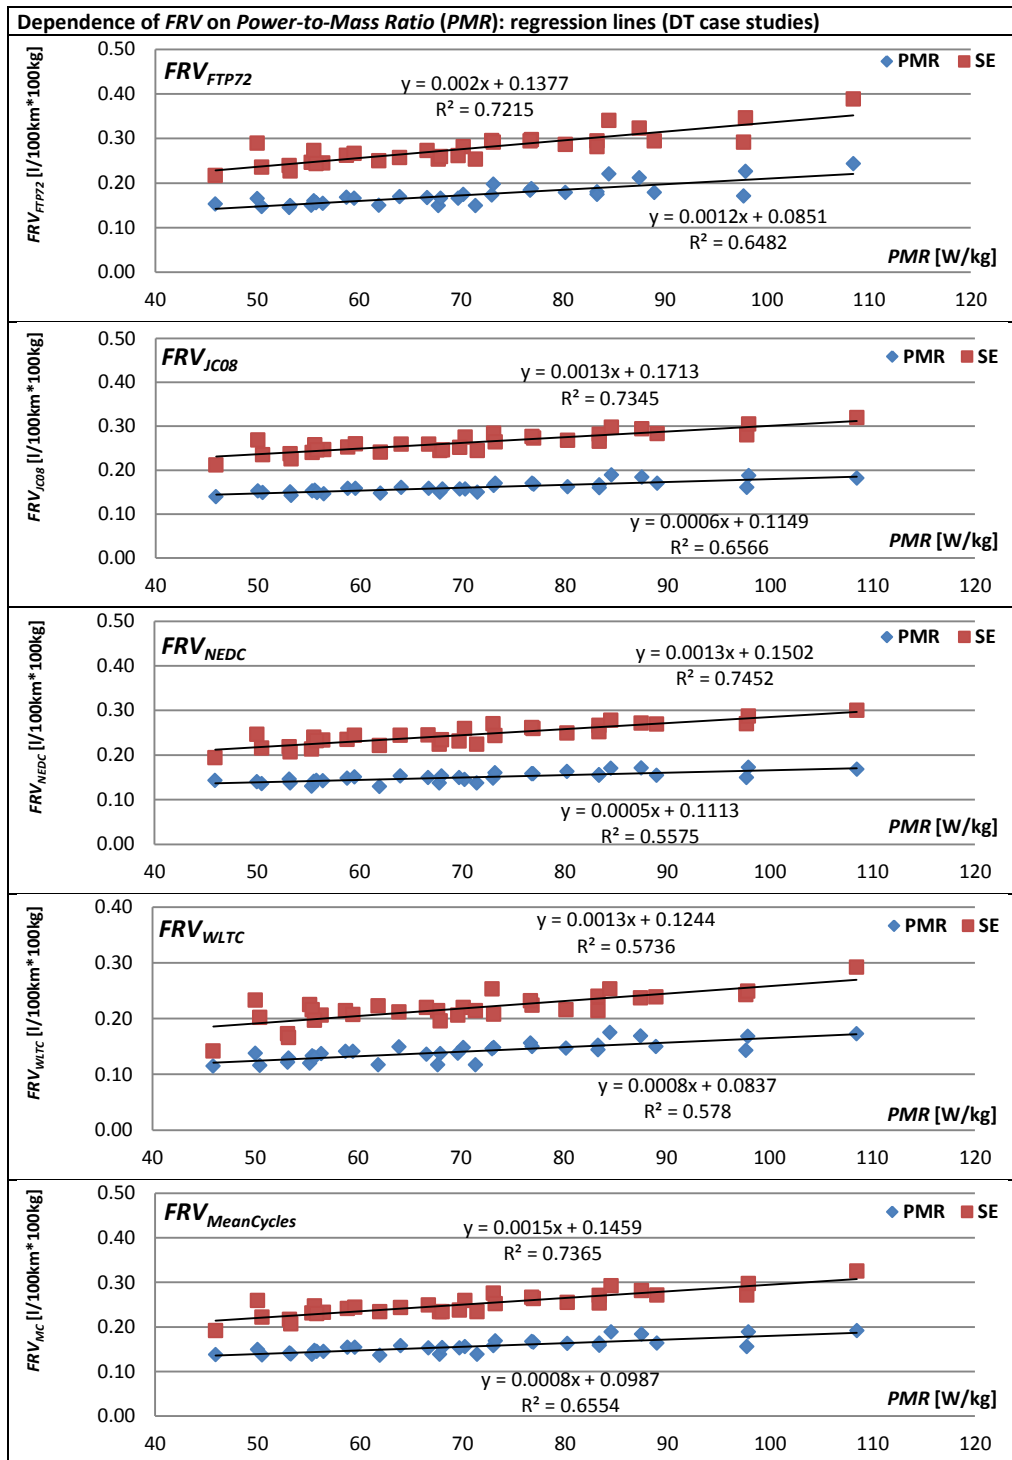 Dependence of FRV on Power-to-Mass Ratio (PMR): regression lines (DT case studies)
FRV_FTP72 [l/100km*100kg]
0.50
0.40
0.30
0.20
0.10
0.00
FRV_FTP72
PMR SE
y = 0.002x + 0.1377
R² = 0.7215
y = 0.0012x + 0.0851
R² = 0.6482
PMR [W/kg]
40 50 60 70 80 90 100 110 120
FRV_JC08 [l/100km*100kg]
0.50
0.40
0.30
0.20
0.10
0.00
FRV_JC08
PMR SE
y = 0.0013x + 0.1713
R² = 0.7345
y = 0.0006x + 0.1149
R² = 0.6566
PMR [W/kg]
40 50 60 70 80 90 100 110 120
FRV_NEDC [l/100km*100kg]
0.50
0.40
0.30
0.20
0.10
0.00
FRV_NEDC
PMR SE
y = 0.0013x + 0.1502
R² = 0.7452
y = 0.0005x + 0.1113
R² = 0.5575
PMR [W/kg]
40 50 60 70 80 90 100 110 120
FRV_WLTC [l/100km*100kg]
0.40
0.30
0.20
0.10
0.00
FRV_WLTC
PMR SE
y = 0.0013x + 0.1244
R² = 0.5736
y = 0.0008x + 0.0837
R² = 0.578
PMR [W/kg]
40 50 60 70 80 90 100 110 120
FRV_MC [l/100km*100kg]
0.50
0.40
0.30
0.20
0.10
0.00
FRV_MeanCycles
PMR SE
y = 0.0015x + 0.1459
R² = 0.7365
y = 0.0008x + 0.0987
R² = 0.6554
PMR [W/kg]
40 50 60 70 80 90 100 110 120